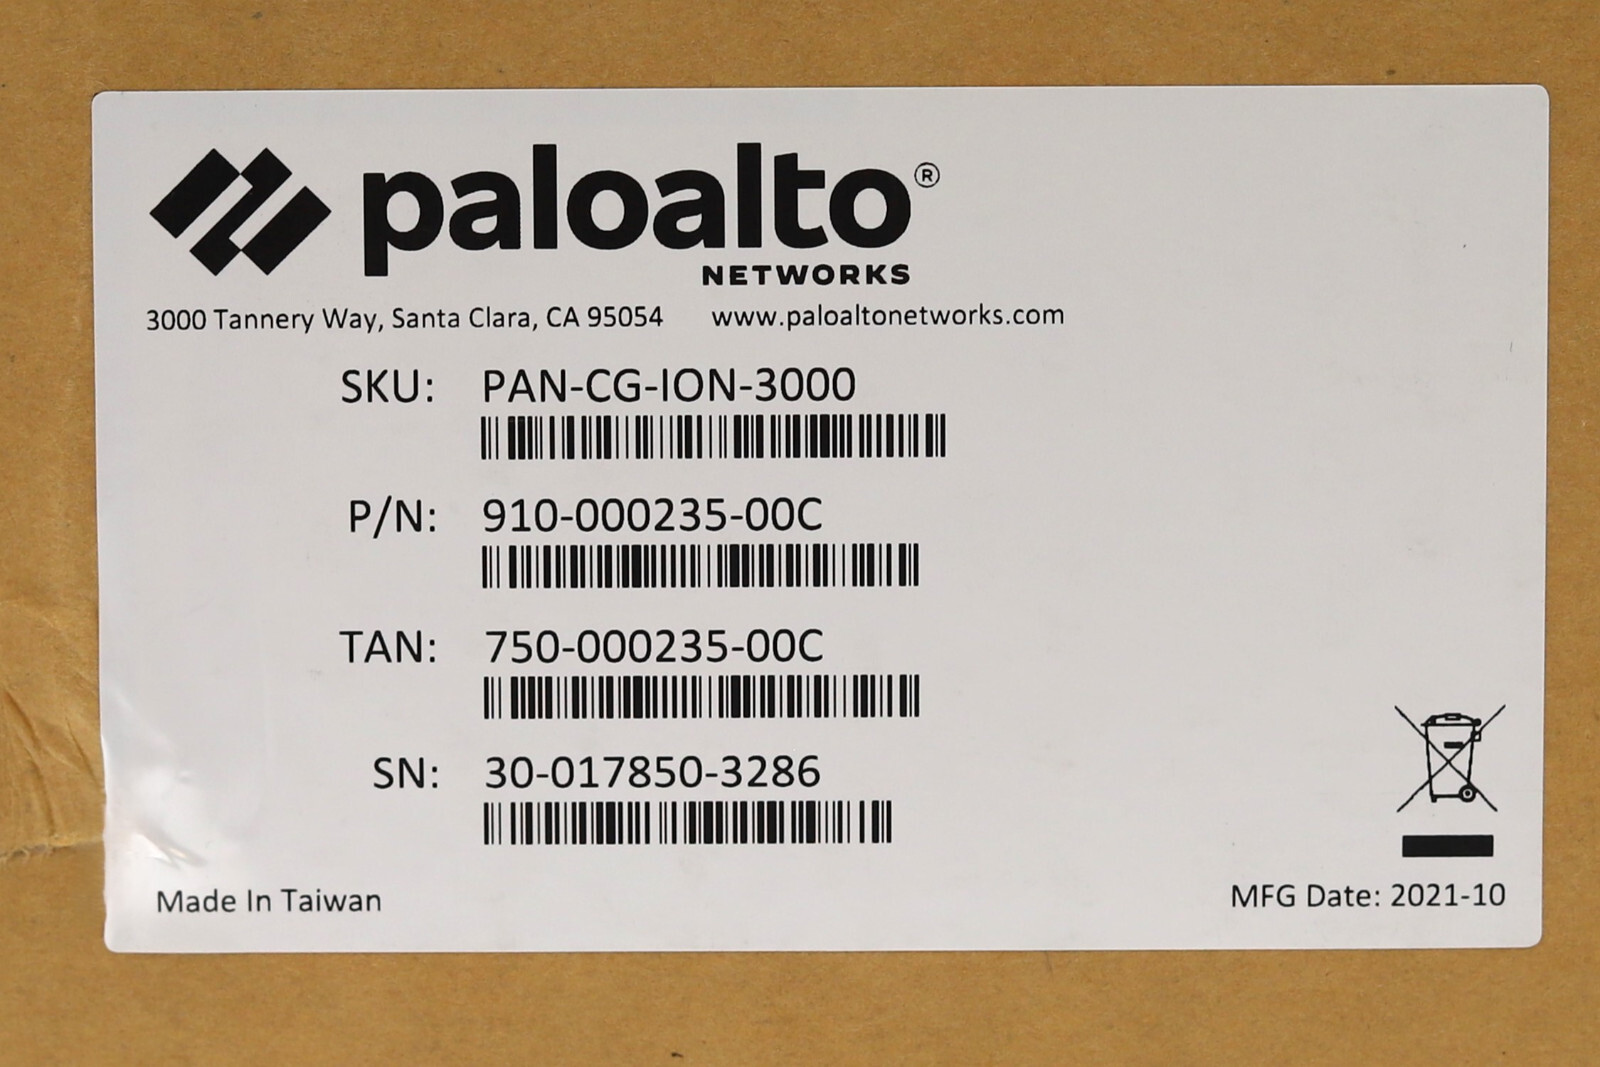 paloalto®
NETWORKS
3000 Tannery Way, Santa Clara, CA 95054 www.paloaltonetworks.com
SKU: PAN-CG-ION-3000
P/N: 910-000235-00C
TAN: 750-000235-00C
SN: 30-017850-3286
Made In Taiwan MFG Date: 2021-10